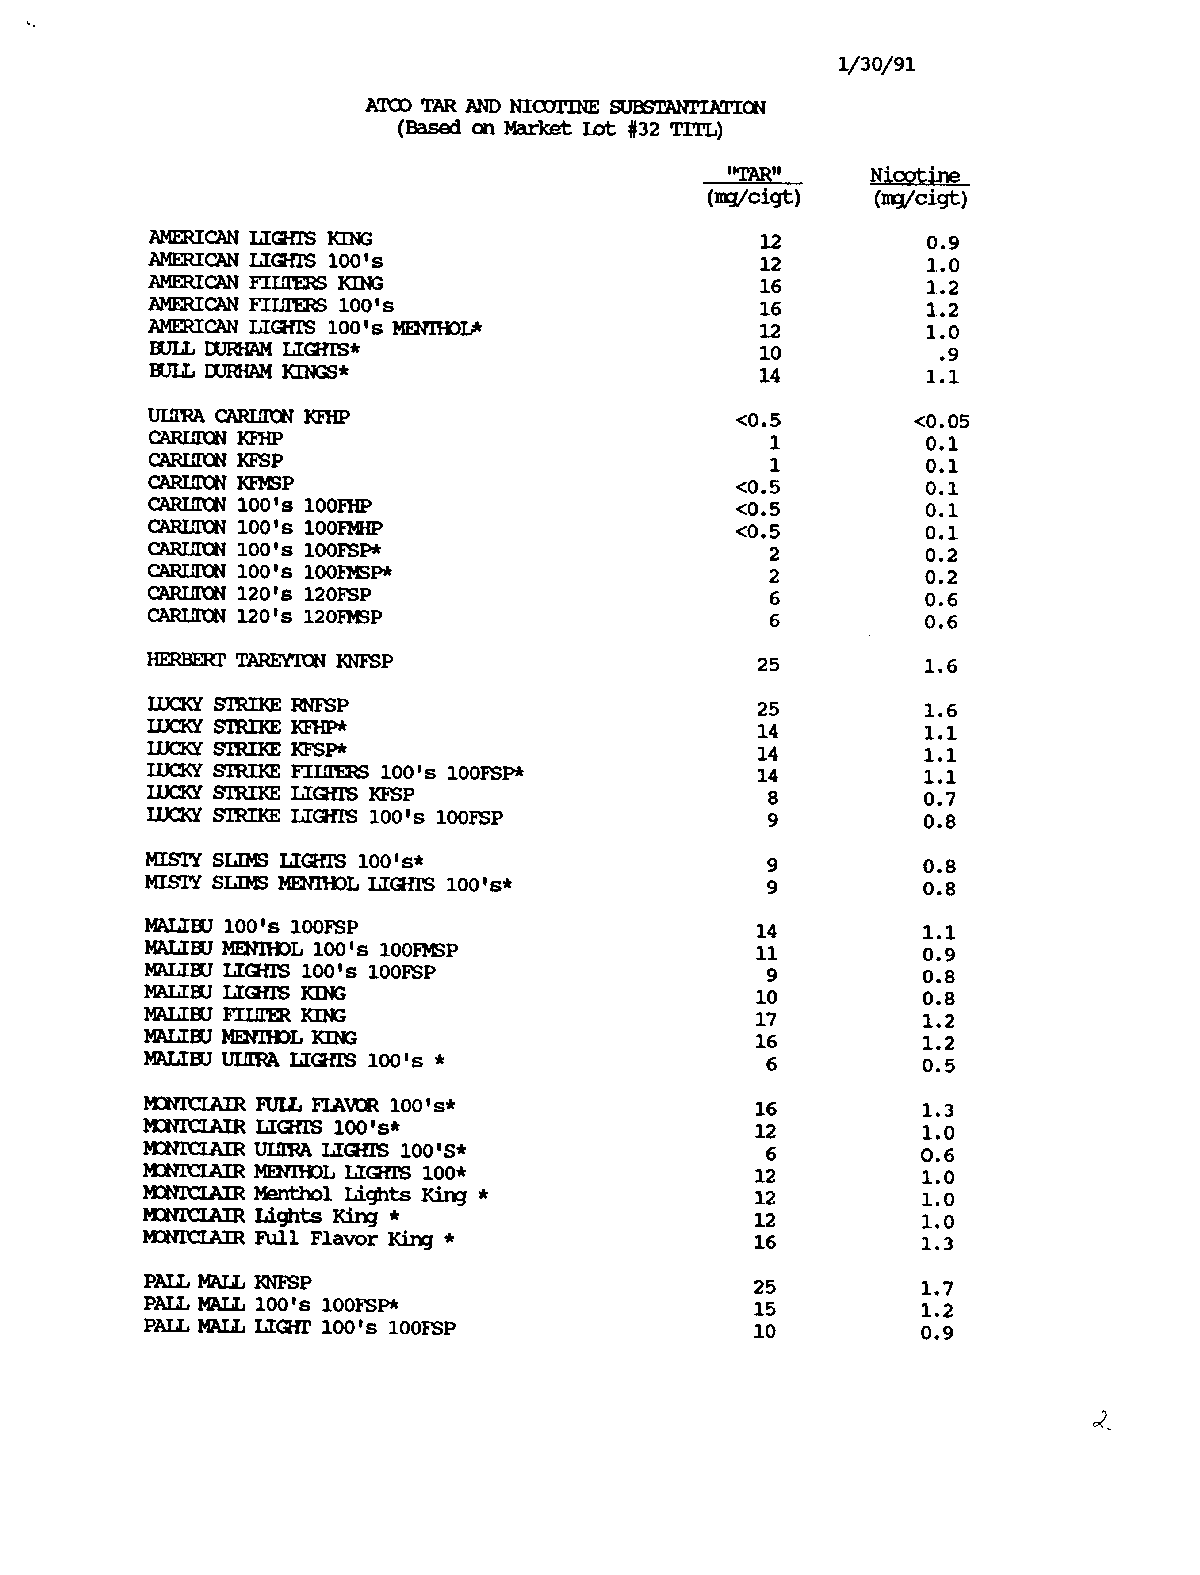 1/30/91
ATCO TAR AND NICOTINE SUBSTANTIATION
(Based on Market Lot #32 TITL)
"TAR" Nicotine
(mg/cigt) (mg/cigt)
AMERICAN LIGHTS KING 12 0.9
AMERICAN LIGHTS 100's 12 1.0
AMERICAN FILTERS KING 16 1.2
AMERICAN FILTERS 100's 16 1.2
AMERICAN LIGHTS 100's MENTHOL* 12 1.0
BULL DURHAM LIGHTS* 10 .9
BULL DURHAM KINGS* 14 1.1
ULTRA CARLTON KFHP <0.5 <0.05
CARLTON KFHP 1 0.1
CARLTON KFSP 1 0.1
CARLTON KFMSP <0.5 0.1
CARLTON 100's 100FHP <0.5 0.1
CARLTON 100's 100FMHP <0.5 0.1
CARLTON 100's 100FSP* 2 0.2
CARLTON 100's 100FMSP* 2 0.2
CARLTON 120's 120FSP 6 0.6
CARLTON 120's 120FMSP 6 0.6
HERBERT TAREYTON KNFSP 25 1.6
LUCKY STRIKE RNFSP 25 1.6
LUCKY STRIKE KFHP* 14 1.1
LUCKY STRIKE KFSP* 14 1.1
LUCKY STRIKE FILTERS 100's 100FSP* 14 1.1
LUCKY STRIKE LIGHTS KFSP 8 0.7
LUCKY STRIKE LIGHTS 100's 100FSP 9 0.8
MISTY SLIMS LIGHTS 100's* 9 0.8
MISTY SLIMS MENTHOL LIGHTS 100's* 9 0.8
MALIBU 100's 100FSP 14 1.1
MALIBU MENTHOL 100's 100FMSP 11 0.9
MALIBU LIGHTS 100's 100FSP 9 0.8
MALIBU LIGHTS KING 10 0.8
MALIBU FILTER KING 17 1.2
MALIBU MENTHOL KING 16 1.2
MALIBU ULTRA LIGHTS 100's * 6 0.5
MONTCLAIR FULL FLAVOR 100's* 16 1.3
MONTCLAIR LIGHTS 100's* 12 1.0
MONTCLAIR ULTRA LIGHTS 100'S* 6 0.6
MONTCLAIR MENTHOL LIGHTS 100* 12 1.0
MONTCLAIR Menthol Lights King * 12 1.0
MONTCLAIR Lights King * 12 1.0
MONTCLAIR Full Flavor King * 16 1.3
PALL MALL KNFSP 25 1.7
PALL MALL 100's 100FSP* 15 1.2
PALL MALL LIGHT 100's 100FSP 10 0.9
2